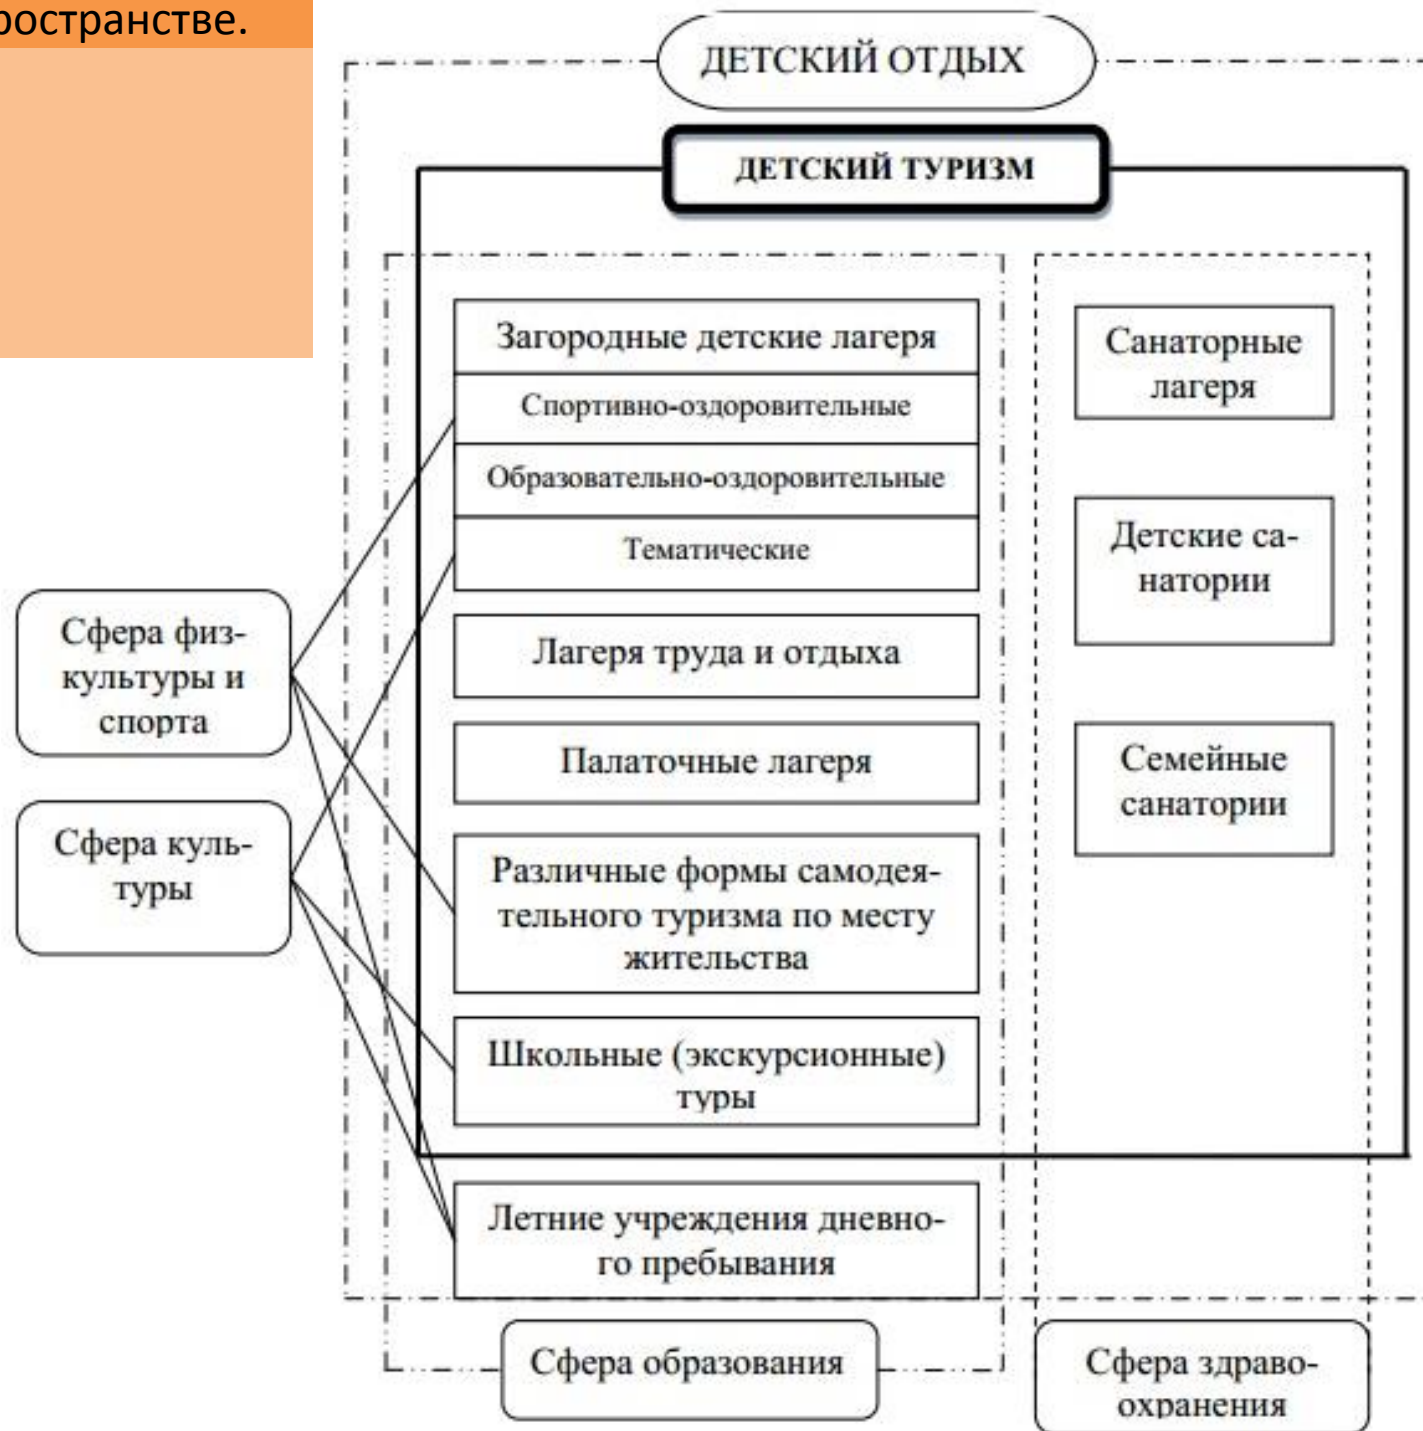 ространстве.
ДЕТСКИЙ ОТДЫХ
ДЕТСКИЙ ТУРИЗМ
Загородные детские лагеря
Спортивно-оздоровительные
Образовательно-оздоровительные
Тематические
Лагеря труда и отдыха
Палаточные лагеря
Различные формы самодея-
тельного туризма по месту
жительства
Школьные (экскурсионные)
туры
Летние учреждения дневно-
го пребывания
Санаторные
лагеря
Детские са-
натории
Семейные
санатории
Сфера физ-
культуры и
спорта
Сфера куль-
туры
Сфера образования
Сфера здраво-
охранения